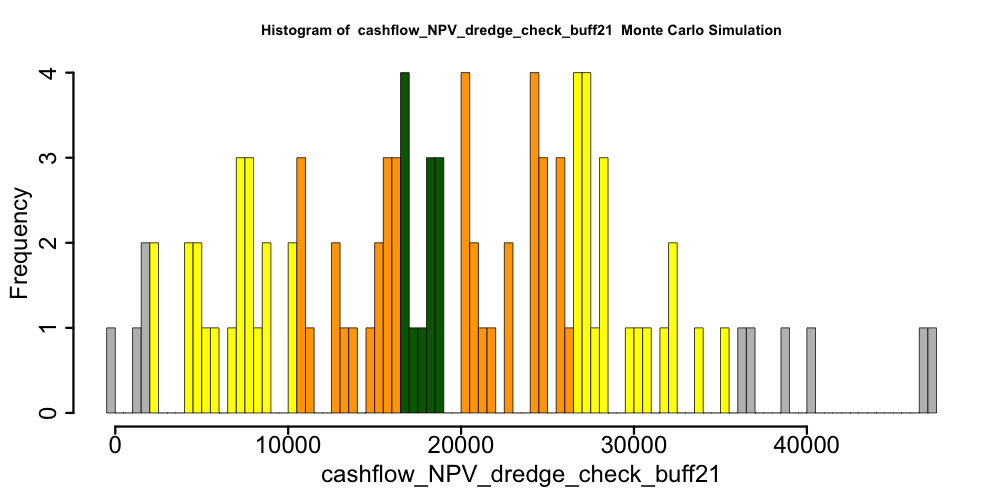 Histogram of cashflow_NPV_dredge_check_buff21 Monte Carlo Simulation
4
3
2
1
0
Frequency
0 10000 20000 30000 40000
cashflow_NPV_dredge_check_buff21